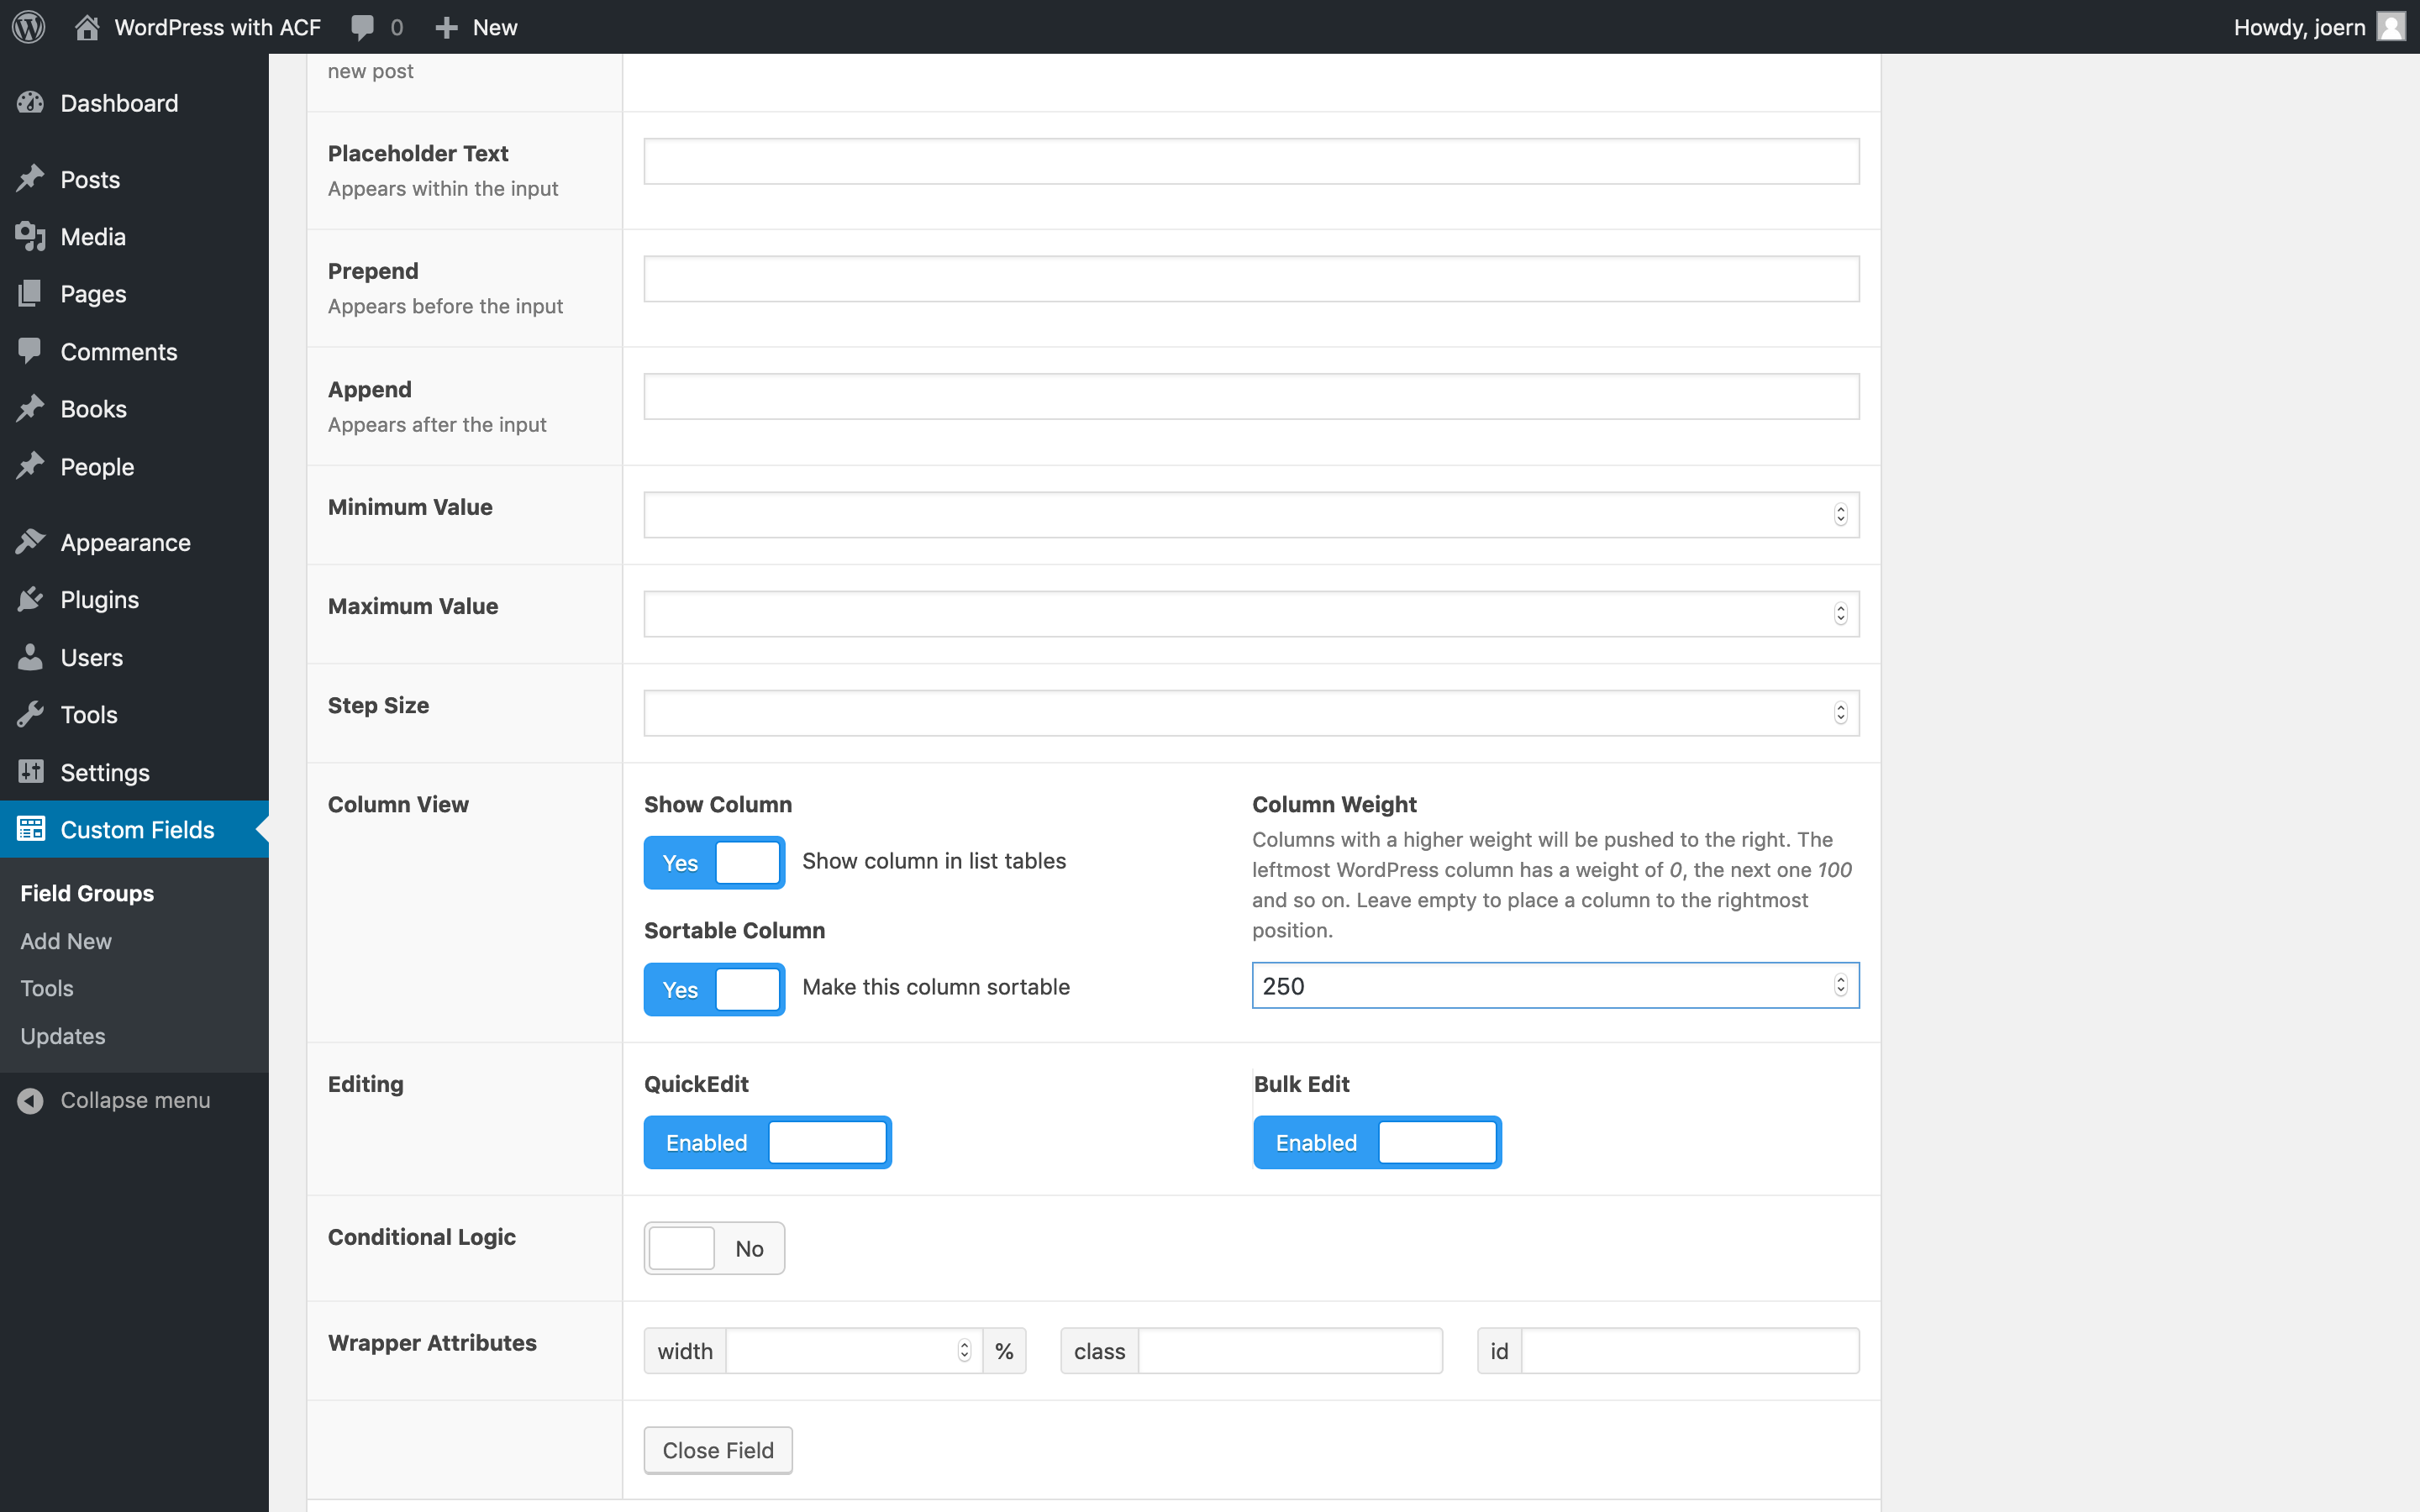 WordPress with ACF
0
New
Howdy, joern
Dashboard
Posts
Media
Pages
Comments
Books
People
Appearance
Plugins
Users
Tools
Settings
Custom Fields
Field Groups
Add New
Tools
Updates
Collapse menu
new post
Placeholder Text
Appears within the input
Prepend
Appears before the input
Append
Appears after the input
Minimum Value
Maximum Value
Step Size
Column View
Show Column
Yes
Show column in list tables
Sortable Column
Yes
Make this column sortable
Column Weight
Columns with a higher weight will be pushed to the right. The
leftmost WordPress column has a weight of 0, the next one 100
and so on. Leave empty to place a column to the rightmost
position.
250
Editing
QuickEdit
Enabled
Bulk Edit
Enabled
Conditional Logic
No
Wrapper Attributes
width
%
class
id
Close Field